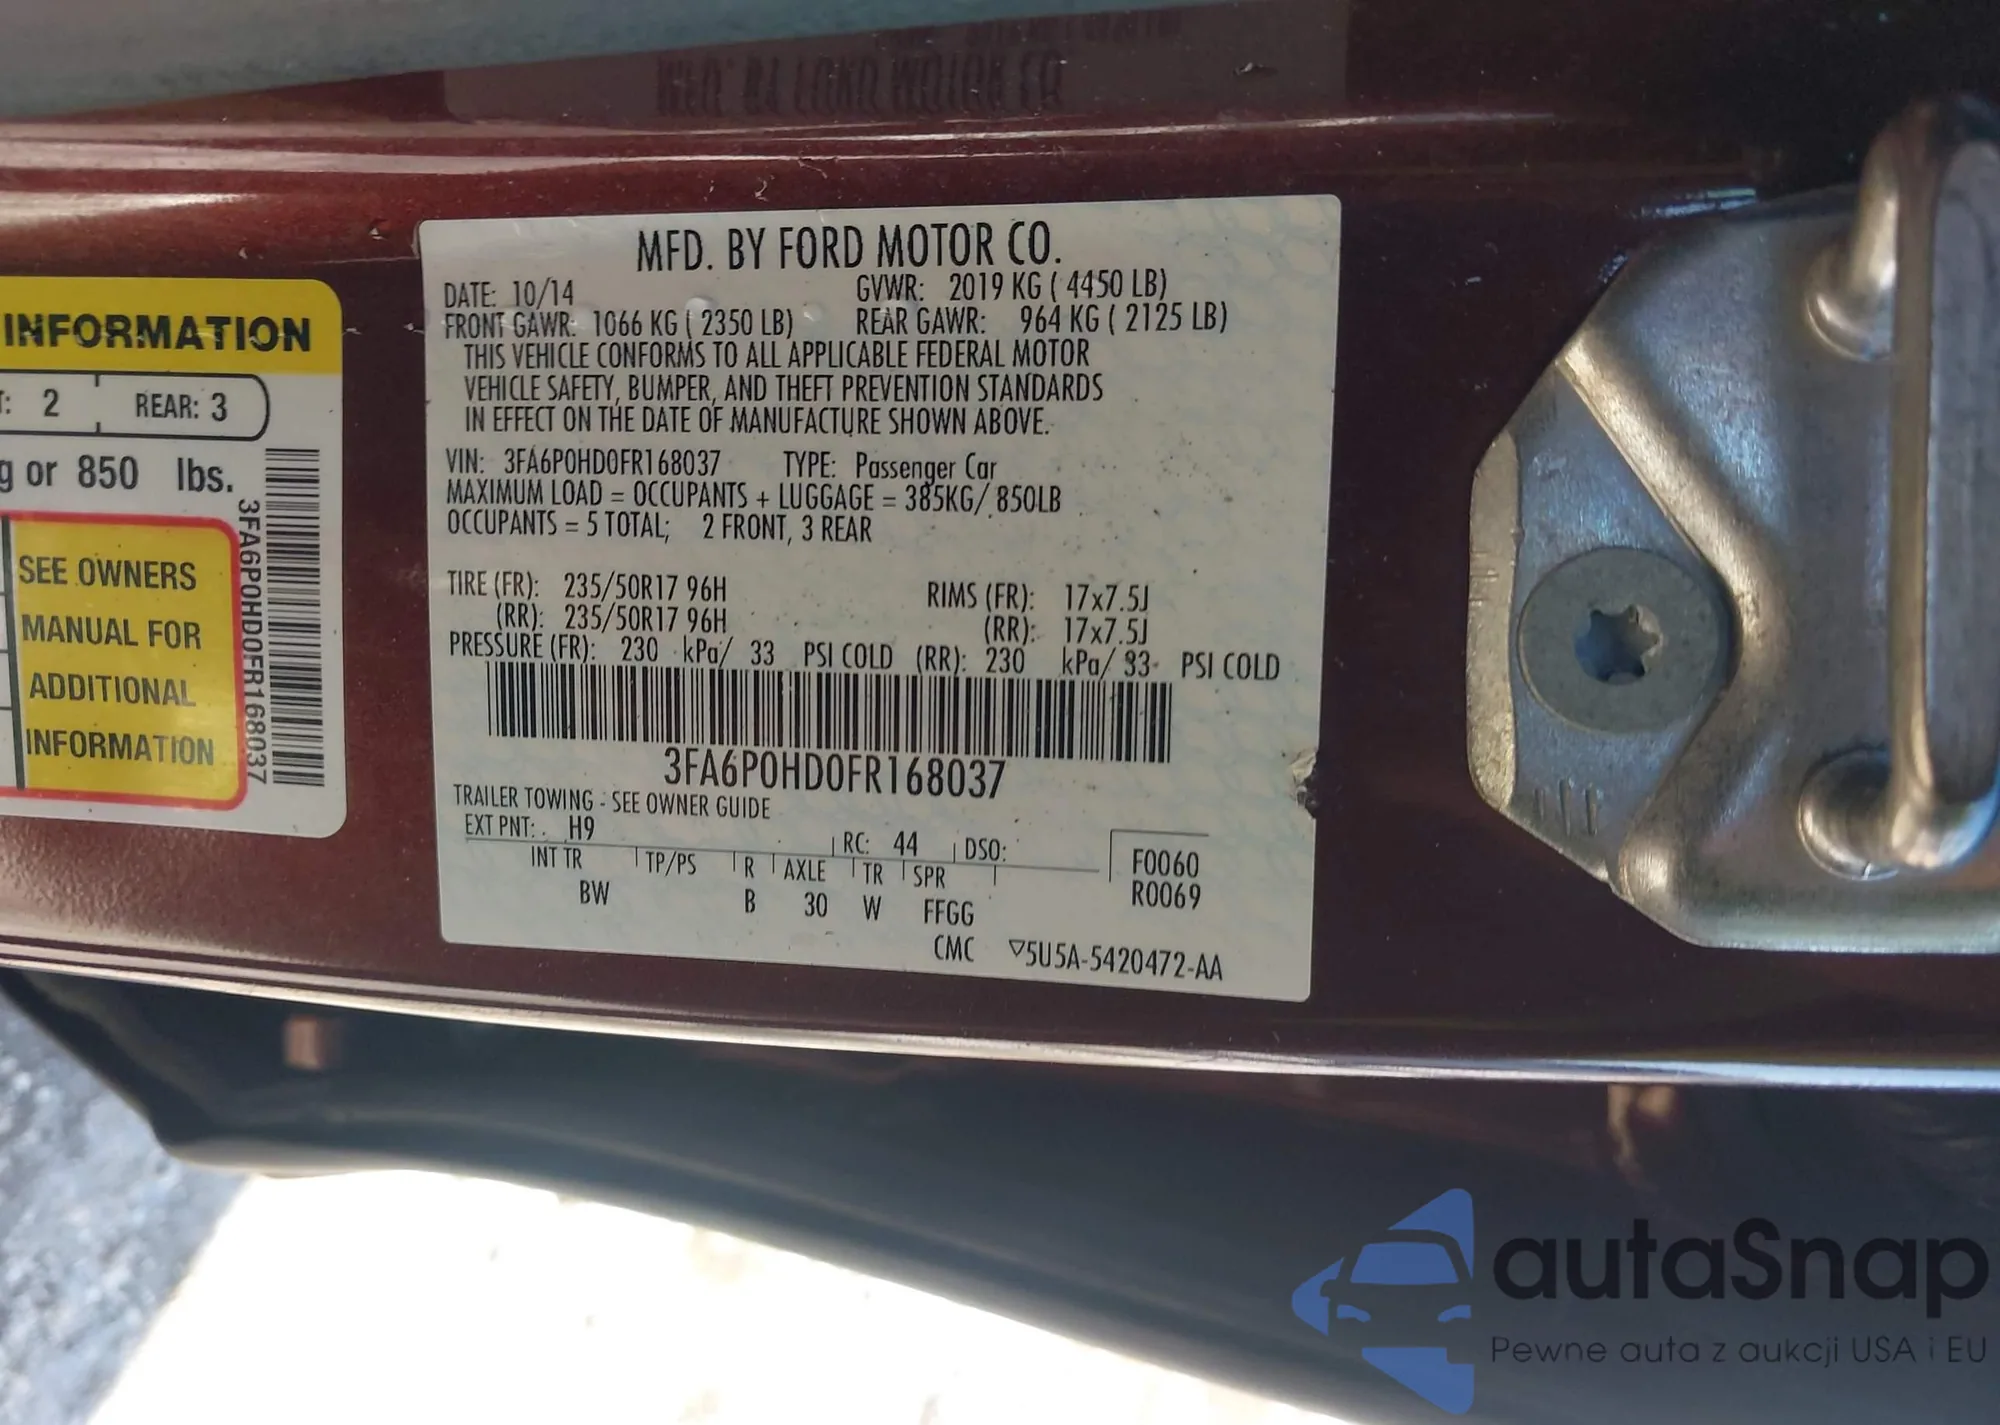 INFORMATION
: 2 REAR: 3
g or 850 lbs.
SEE OWNERS
MANUAL FOR
ADDITIONAL
INFORMATION
3FA6P0HD0FR168037
MFD. BY FORD MOTOR CO.
DATE: 10/14 GVWR: 2019 KG ( 4450 LB)
FRONT GAWR: 1066 KG ( 2350 LB) REAR GAWR: 964 KG ( 2125 LB)
THIS VEHICLE CONFORMS TO ALL APPLICABLE FEDERAL MOTOR
VEHICLE SAFETY, BUMPER, AND THEFT PREVENTION STANDARDS
IN EFFECT ON THE DATE OF MANUFACTURE SHOWN ABOVE.
VIN: 3FA6P0HD0FR168037 TYPE: Passenger Car
MAXIMUM LOAD = OCCUPANTS + LUGGAGE = 385KG/ 850LB
OCCUPANTS = 5 TOTAL; 2 FRONT, 3 REAR
TIRE (FR): 235/50R17 96H RIMS (FR): 17x7.5J
(RR): 235/50R17 96H (RR): 17x7.5J
PRESSURE (FR): 230 kPa/ 33 PSI COLD (RR): 230 kPa/ 33 PSI COLD
3FA6P0HD0FR168037
TRAILER TOWING - SEE OWNER GUIDE
EXT PNT: H9 RC: 44 DSO:
INT TR TP/PS R AXLE TR SPR F0060
BW B 30 W FFGG R0069
CMC ▽5U5A-5420472-AA
autaSnap
Pewne auta z aukcji USA i EU